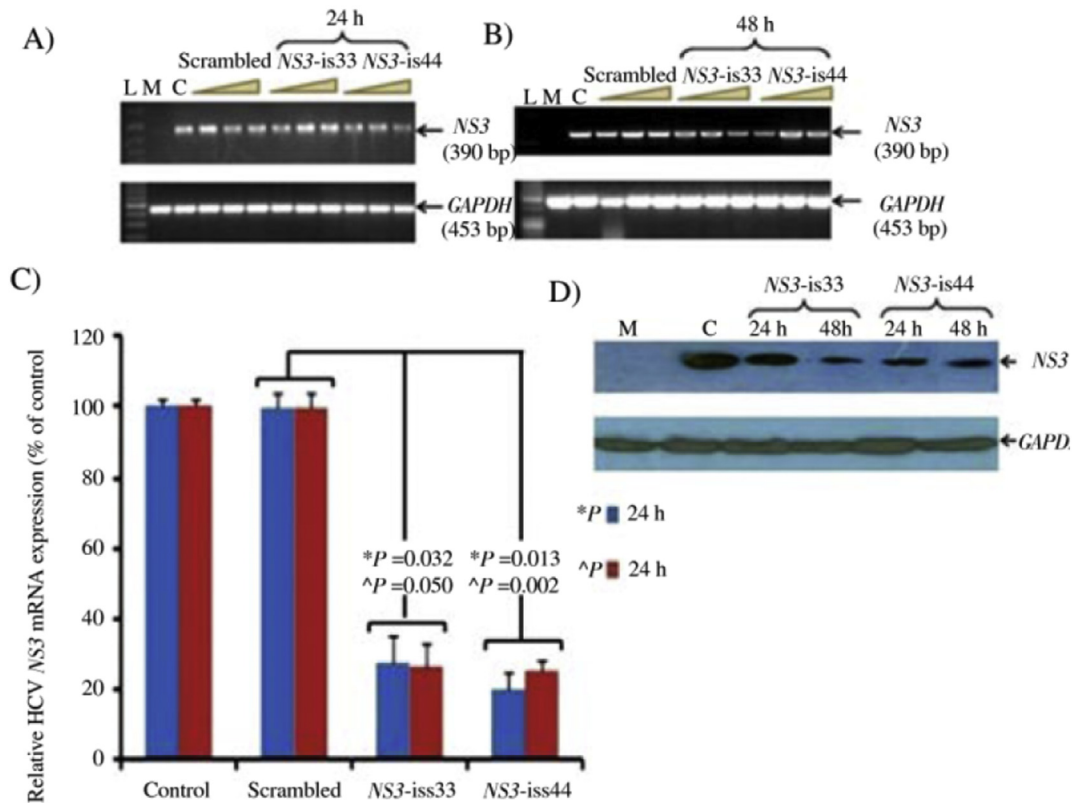 A)
24 h
Scrambled NS3-is33 NS3-is44
L M C
NS3
(390 bp)
GAPDH
(453 bp)
B)
48 h
Scrambled NS3-is33 NS3-is44
L M C
NS3
(390 bp)
GAPDH
(453 bp)
C)
Relative HCV NS3 mRNA expression (% of control
120
100
80
60
40
20
0
*P =0.032
^P =0.050
*P =0.013
^P =0.002
Control
Scrambled
NS3-iss33
NS3-iss44
D)
NS3-is33
NS3-is44
M C 24 h 48h 24 h 48 h
NS3
GAPD
*P 24 h
^P 24 h